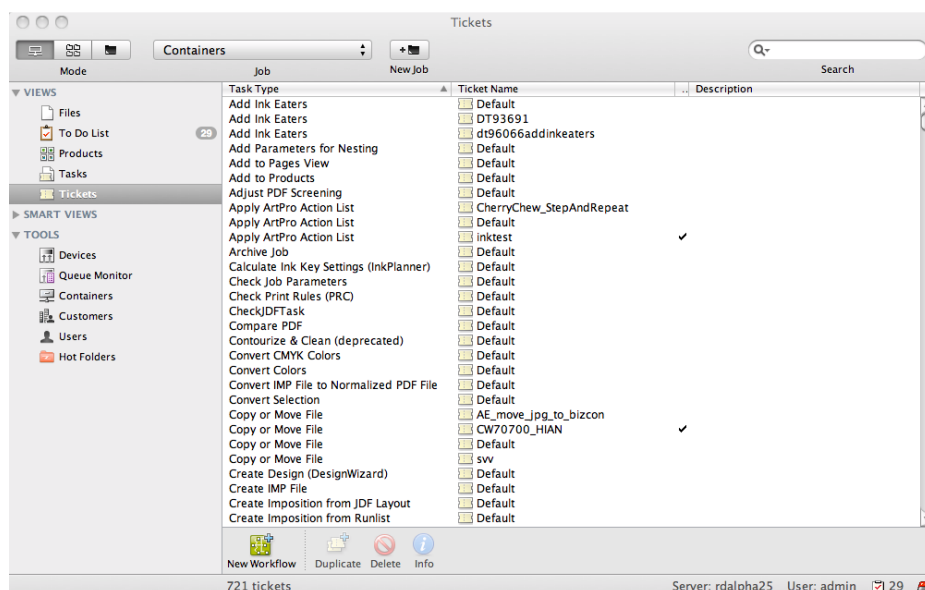 Tickets
Containers
Mode Job New Job Search
VIEWS
Files
To Do List 29
Products
Tasks
Tickets
SMART VIEWS
TOOLS
Devices
Queue Monitor
Containers
Customers
Users
Hot Folders
Task Type Ticket Name .. Description
Add Ink Eaters Default
Add Ink Eaters DT93691
Add Ink Eaters dt96066addinkeaters
Add Parameters for Nesting Default
Add to Pages View Default
Add to Products Default
Adjust PDF Screening Default
Apply ArtPro Action List CherryChew_StepAndRepeat
Apply ArtPro Action List Default
Apply ArtPro Action List inktest ✔
Archive Job Default
Calculate Ink Key Settings (InkPlanner) Default
Check Job Parameters Default
Check Print Rules (PRC) Default
CheckJDFTask Default
Compare PDF Default
Contourize & Clean (deprecated) Default
Convert CMYK Colors Default
Convert Colors Default
Convert IMP File to Normalized PDF File Default
Convert Selection Default
Copy or Move File AE_move_jpg_to_bizcon
Copy or Move File CW70700_HIAN ✔
Copy or Move File Default
Copy or Move File svv
Create Design (DesignWizard) Default
Create IMP File Default
Create Imposition from JDF Layout Default
Create Imposition from Runlist Default
New Workflow Duplicate Delete Info
721 tickets Server: rdalpha25 User: admin 29